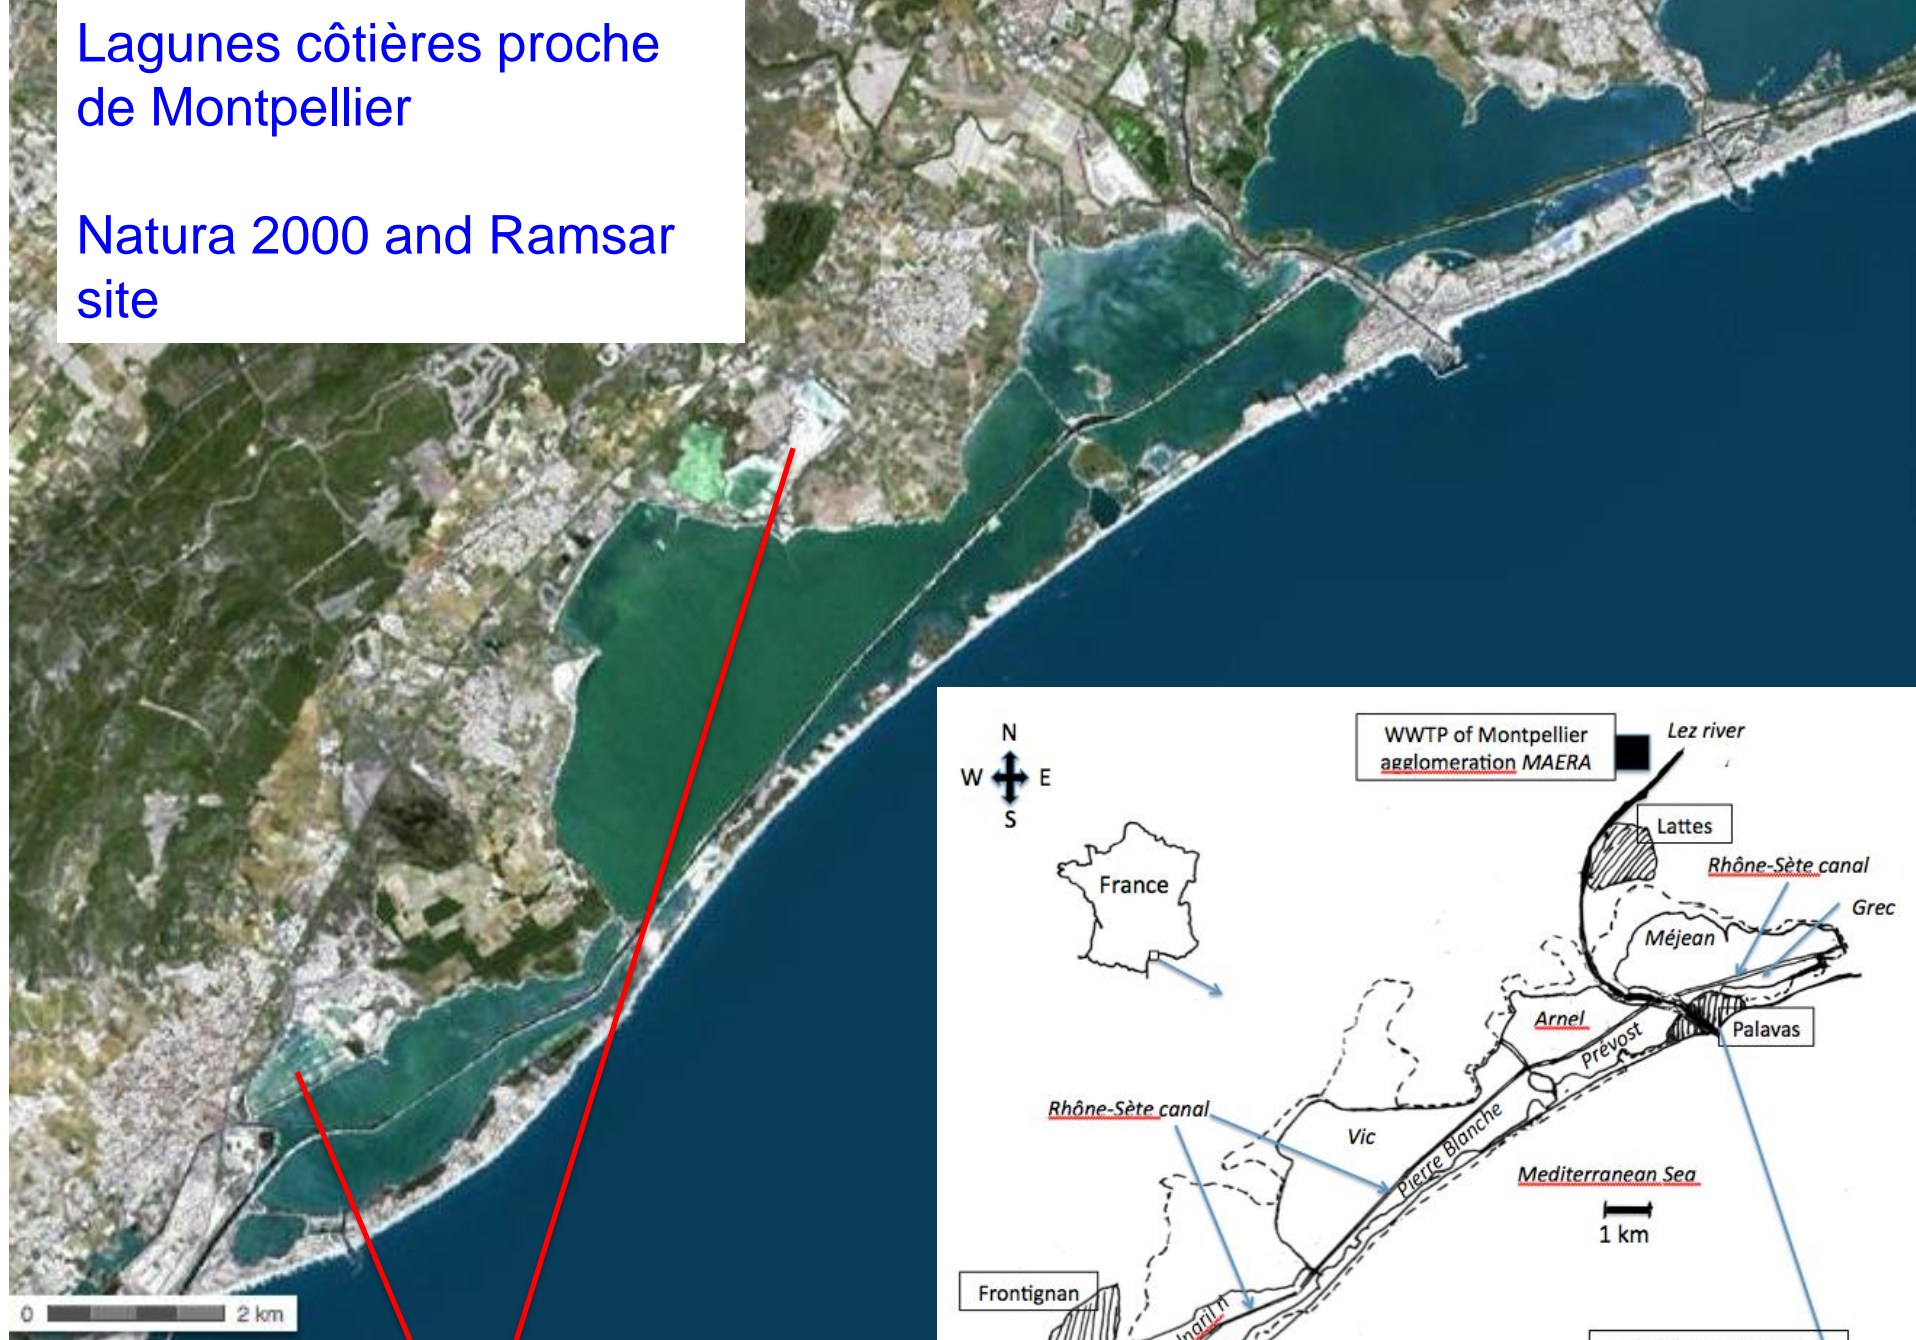 Lagunes côtières proche
de Montpellier
Natura 2000 and Ramsar
site
0
2 km
N
W
E
S
France
WWTP of Montpellier
agglomeration MAERA
Lez river
Lattes
Rhône-Sète canal
Grec
Méjean
Arnel
Prévost
Palavas
Rhône-Sète canal
Vic
Pierre Blanche
Mediterranean Sea
1 km
Frontignan